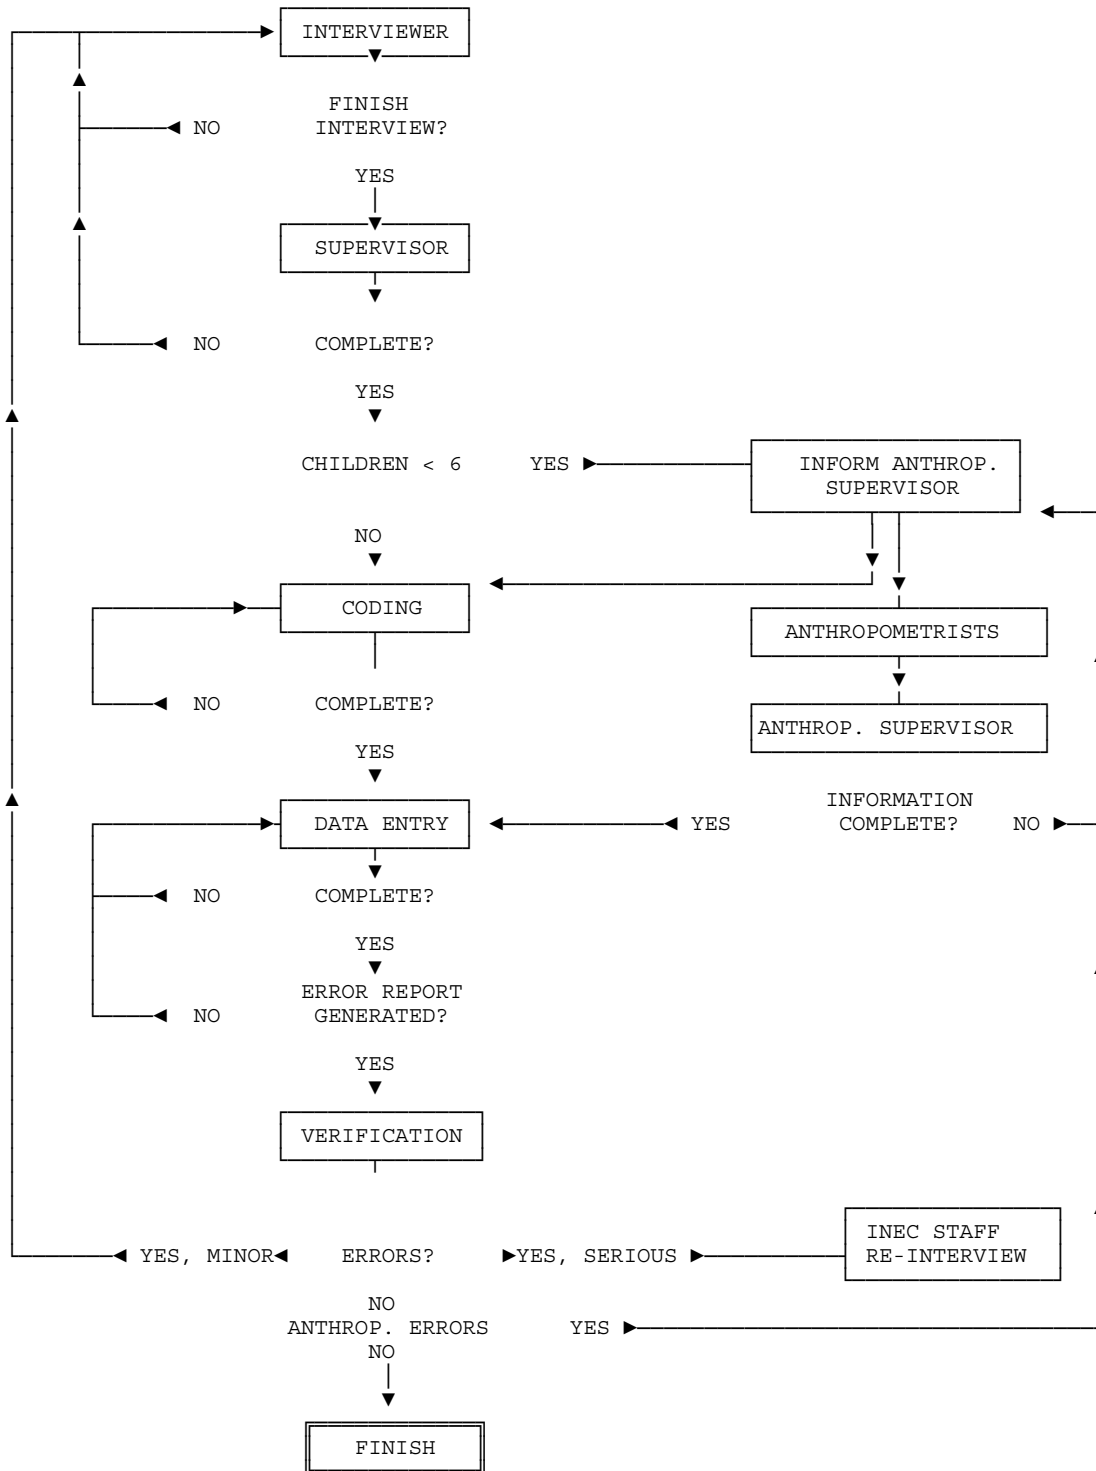 INTERVIEWER
FINISH
NO INTERVIEW?
YES
SUPERVISOR
NO COMPLETE?
YES
CHILDREN < 6 YES INFORM ANTHROP.
SUPERVISOR
NO
CODING
ANTHROPOMETRISTS
NO COMPLETE?
ANTHROP. SUPERVISOR
YES
INFORMATION
DATA ENTRY YES COMPLETE? NO
NO COMPLETE?
YES
ERROR REPORT
NO GENERATED?
YES
VERIFICATION
INEC STAFF
YES, MINOR ERRORS? YES, SERIOUS RE-INTERVIEW
NO
ANTHROP. ERRORS YES
NO
FINISH